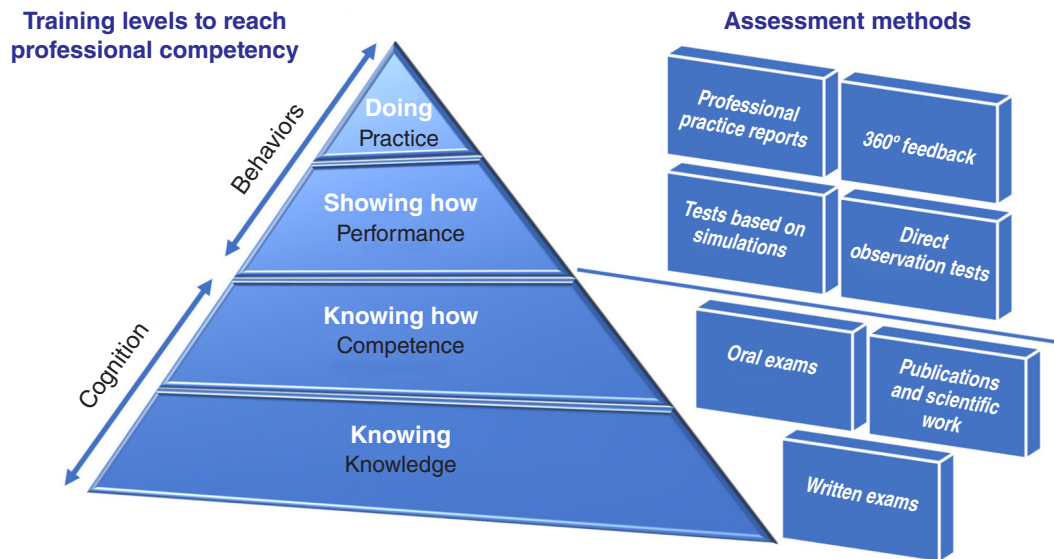 Training levels to reach
professional competency
Behaviors
Cognition
Doing
Practice
Showing how
Performance
Knowing how
Competence
Knowing
Knowledge
Assessment methods
Professional
practice reports
360º feedback
Tests based on
simulations
Direct
observation tests
Oral exams
Publications
and scientific
work
Written exams